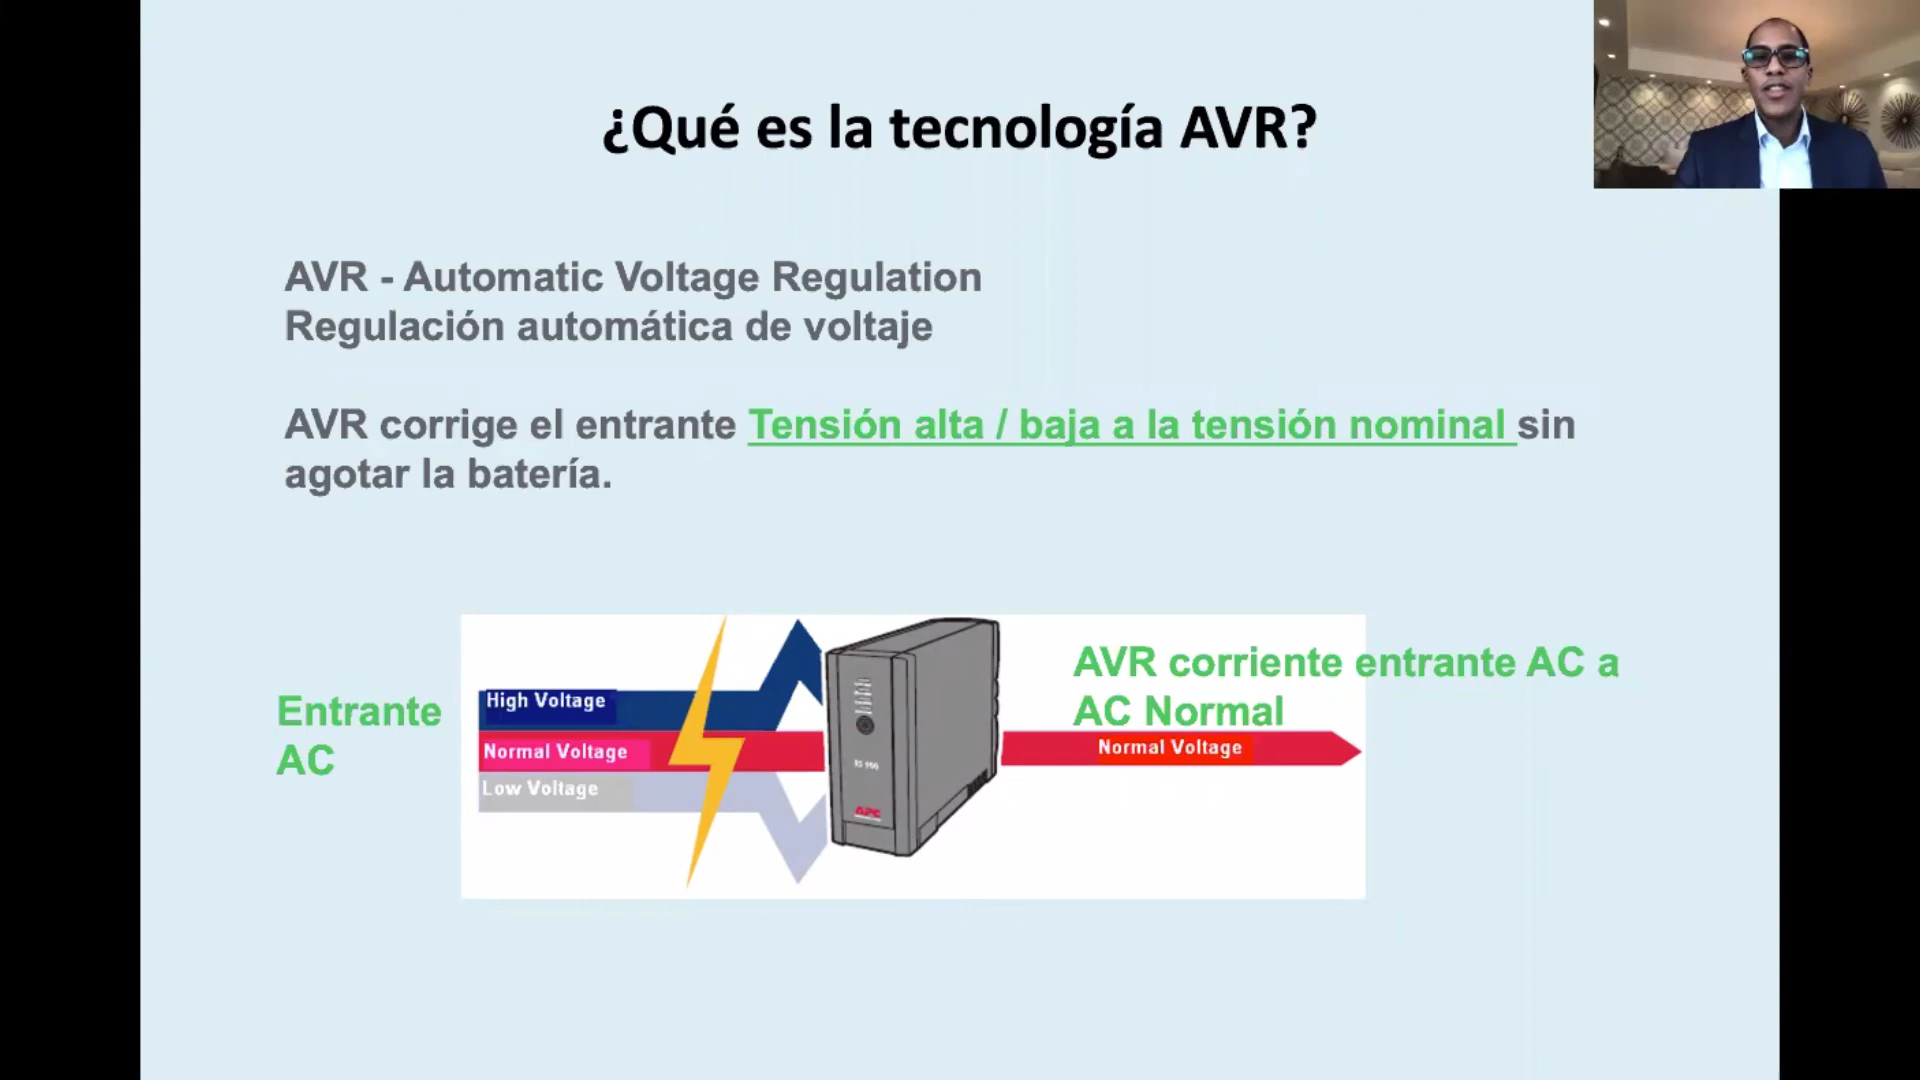 ¿Qué es la tecnología AVR?
AVR - Automatic Voltage Regulation
Regulación automática de voltaje
AVR corrige el entrante Tensión alta / baja a la tensión nominal sin
agotar la batería.
Entrante
AC
High Voltage
Normal Voltage
Low Voltage
APC
AVR corriente entrante AC a
AC Normal
Normal Voltage